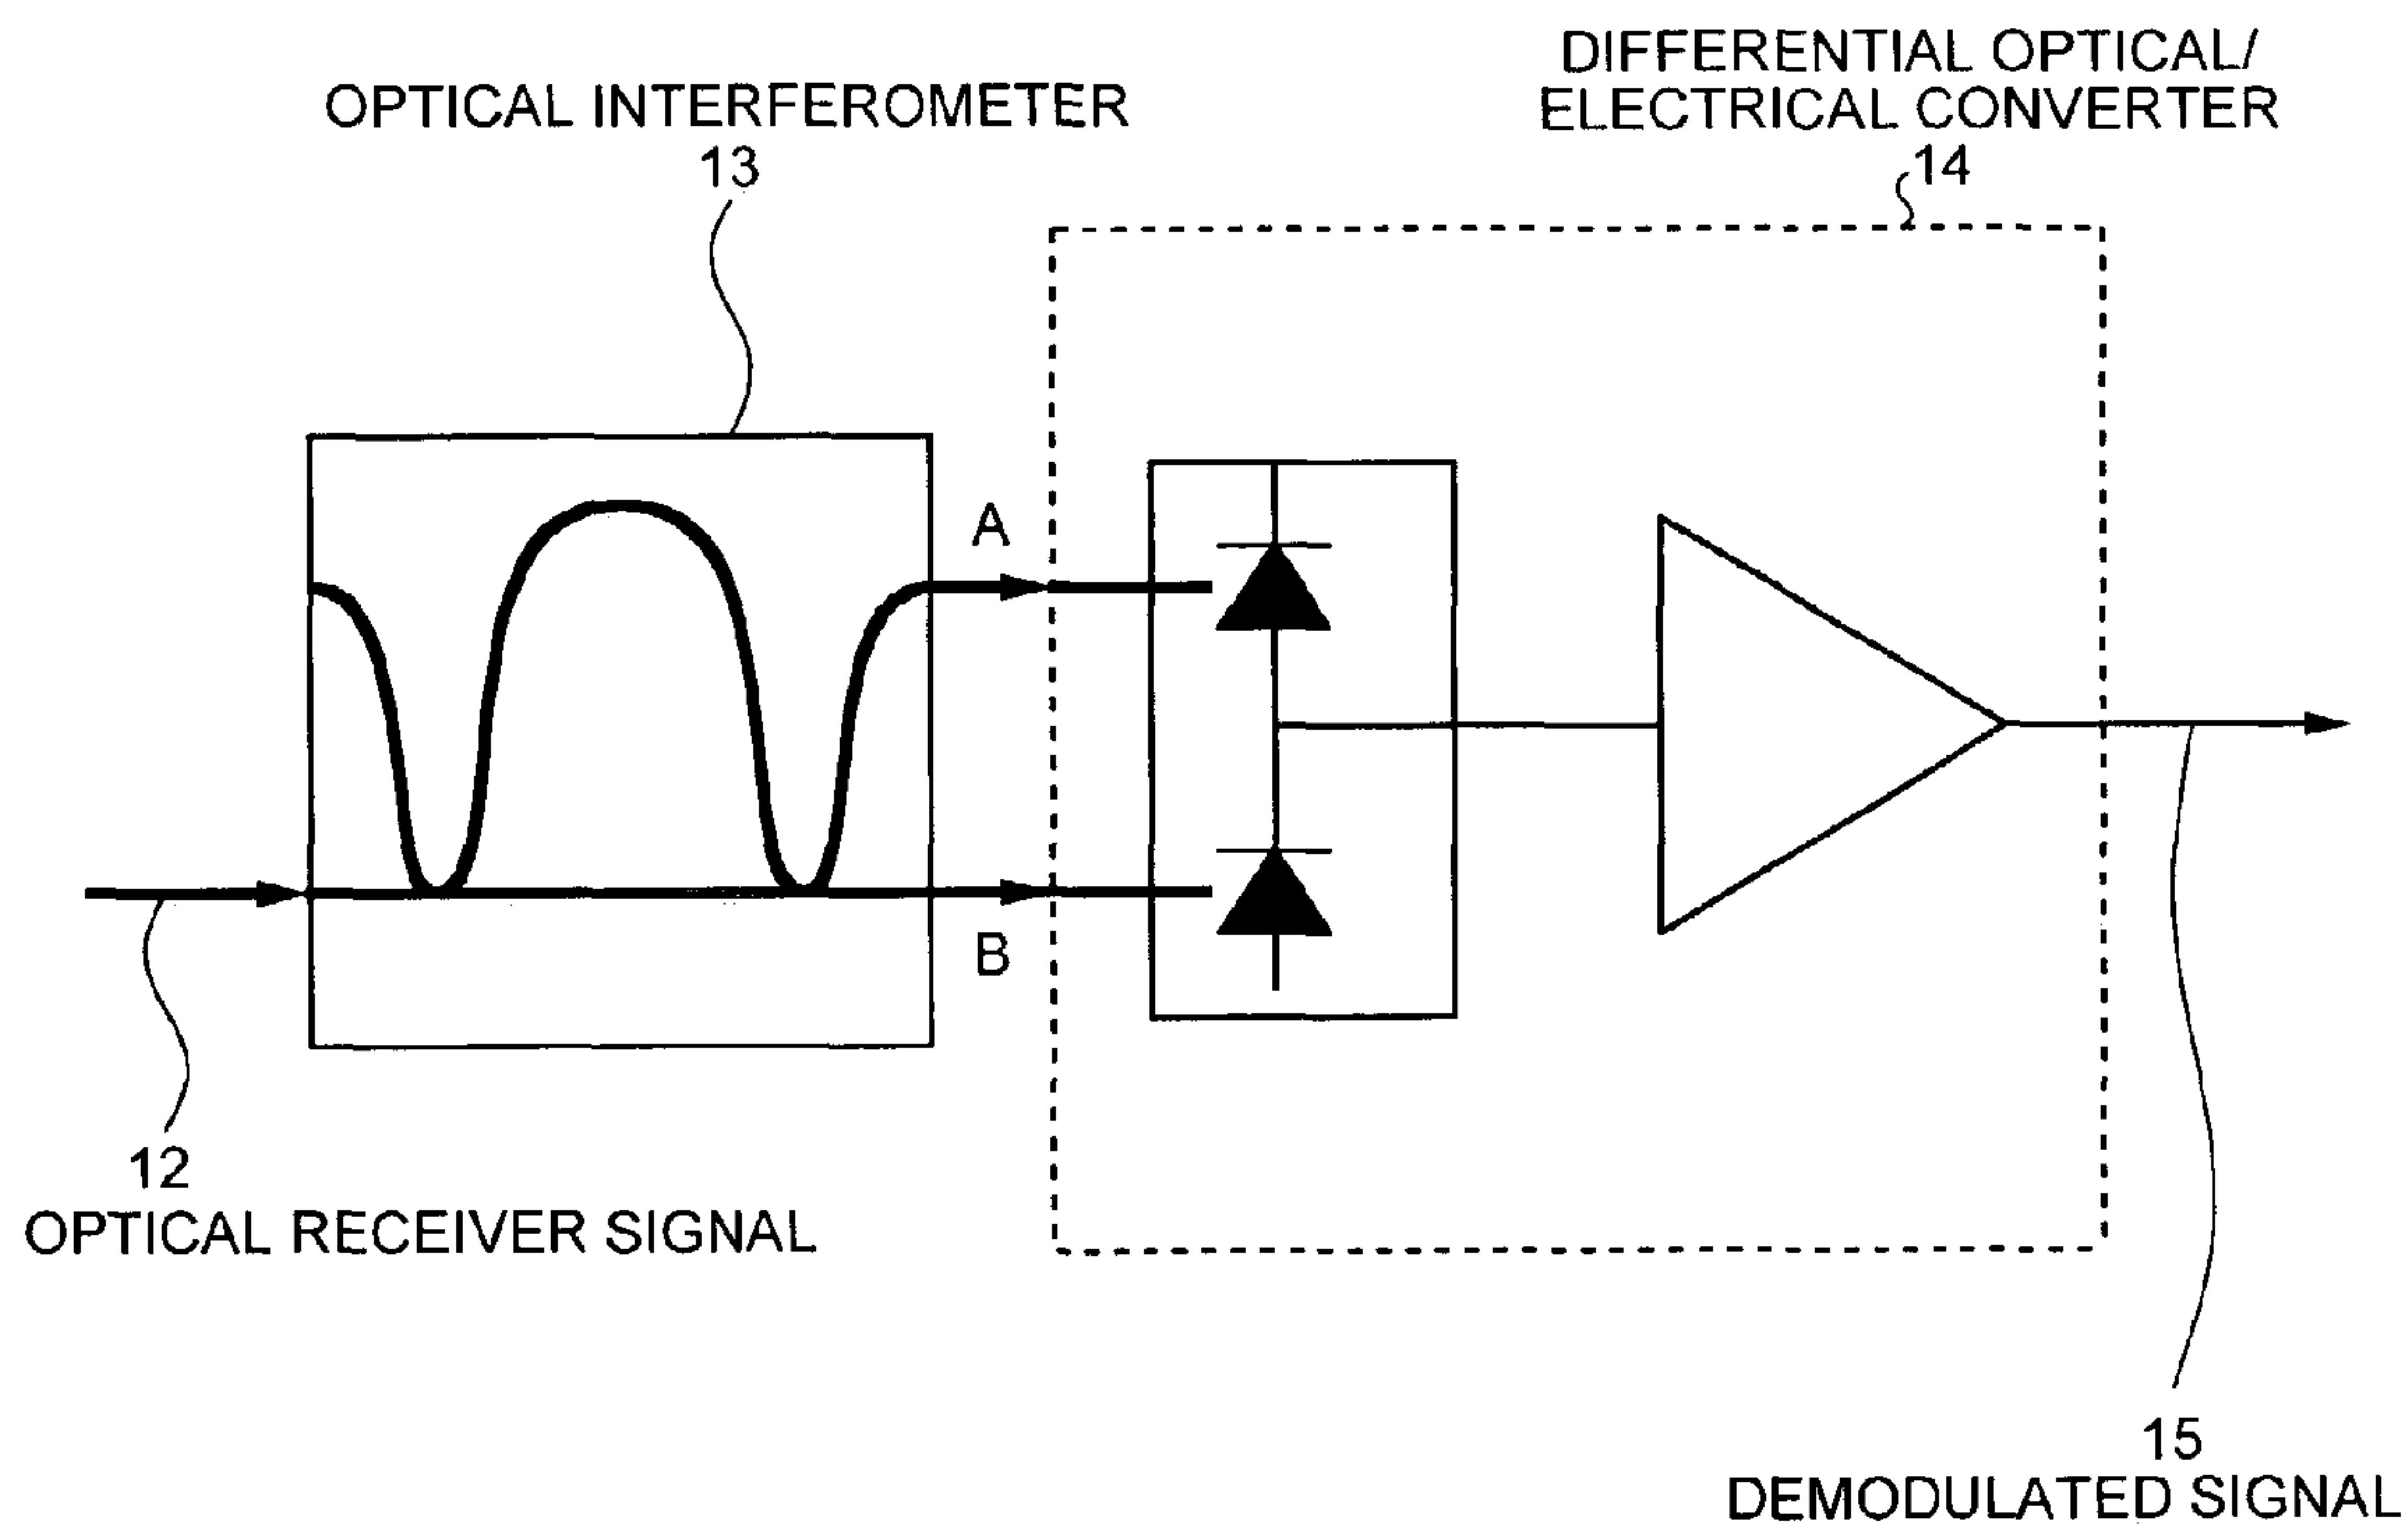 DIFFERENTIAL OPTICAL/
ELECTRICAL CONVERTER
14
OPTICAL INTERFEROMETER
13
A
B
12
OPTICAL RECEIVER SIGNAL
15
DEMODULATED SIGNAL